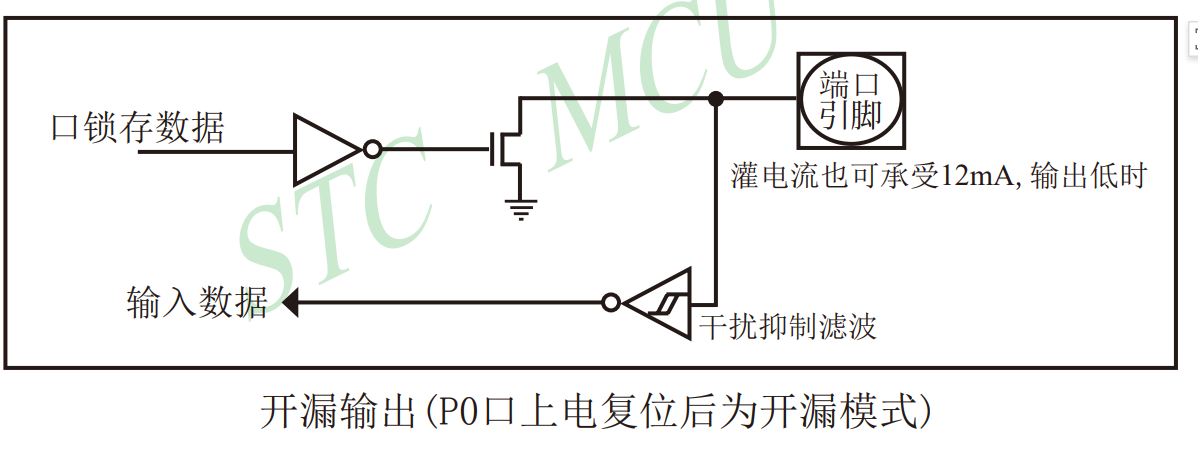 STC MCU
口锁存数据
端口
引脚
灌电流也可承受12mA, 输出低时
输入数据
干扰抑制滤波
开漏输出(P0口上电复位后为开漏模式)